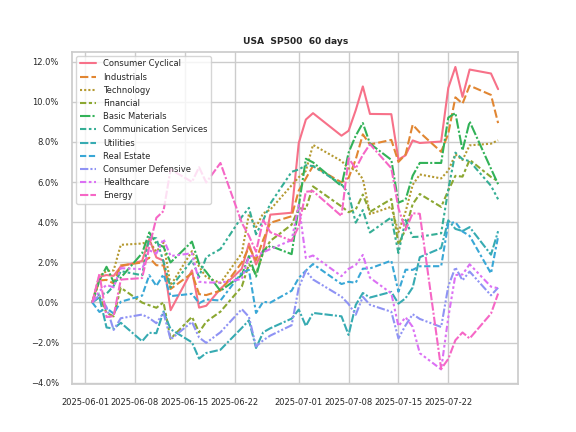 USA  SP500  60 days
12.0%
10.0%
8.0%
6.0%
4.0%
2.0%
0.0%
−2.0%
−4.0%
Consumer Cyclical
Industrials
Technology
Financial
Basic Materials
Communication Services
Utilities
Real Estate
Consumer Defensive
Healthcare
Energy
2025-06-01 2025-06-08 2025-06-15 2025-06-22 2025-07-01 2025-07-08 2025-07-15 2025-07-22